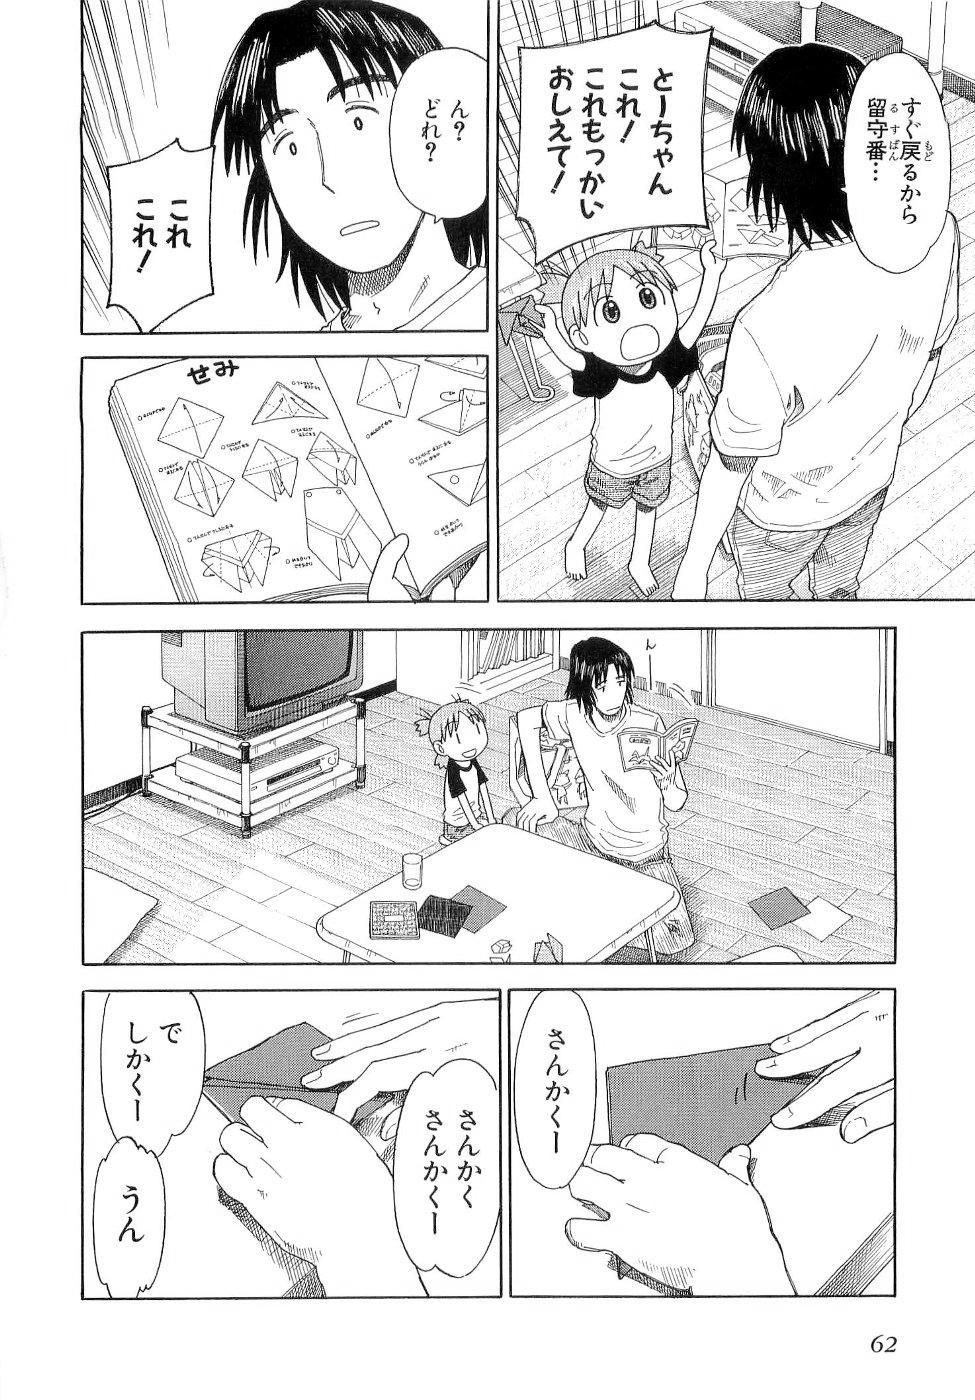 すぐ戻るから
留守番…
とーちゃん
これ!
これもっかい
おしえて!
ん?
どれ?
これ
これ!
せみ
ん
さんかくー
さんかく
さんかくー
で
しかくー
うん
62